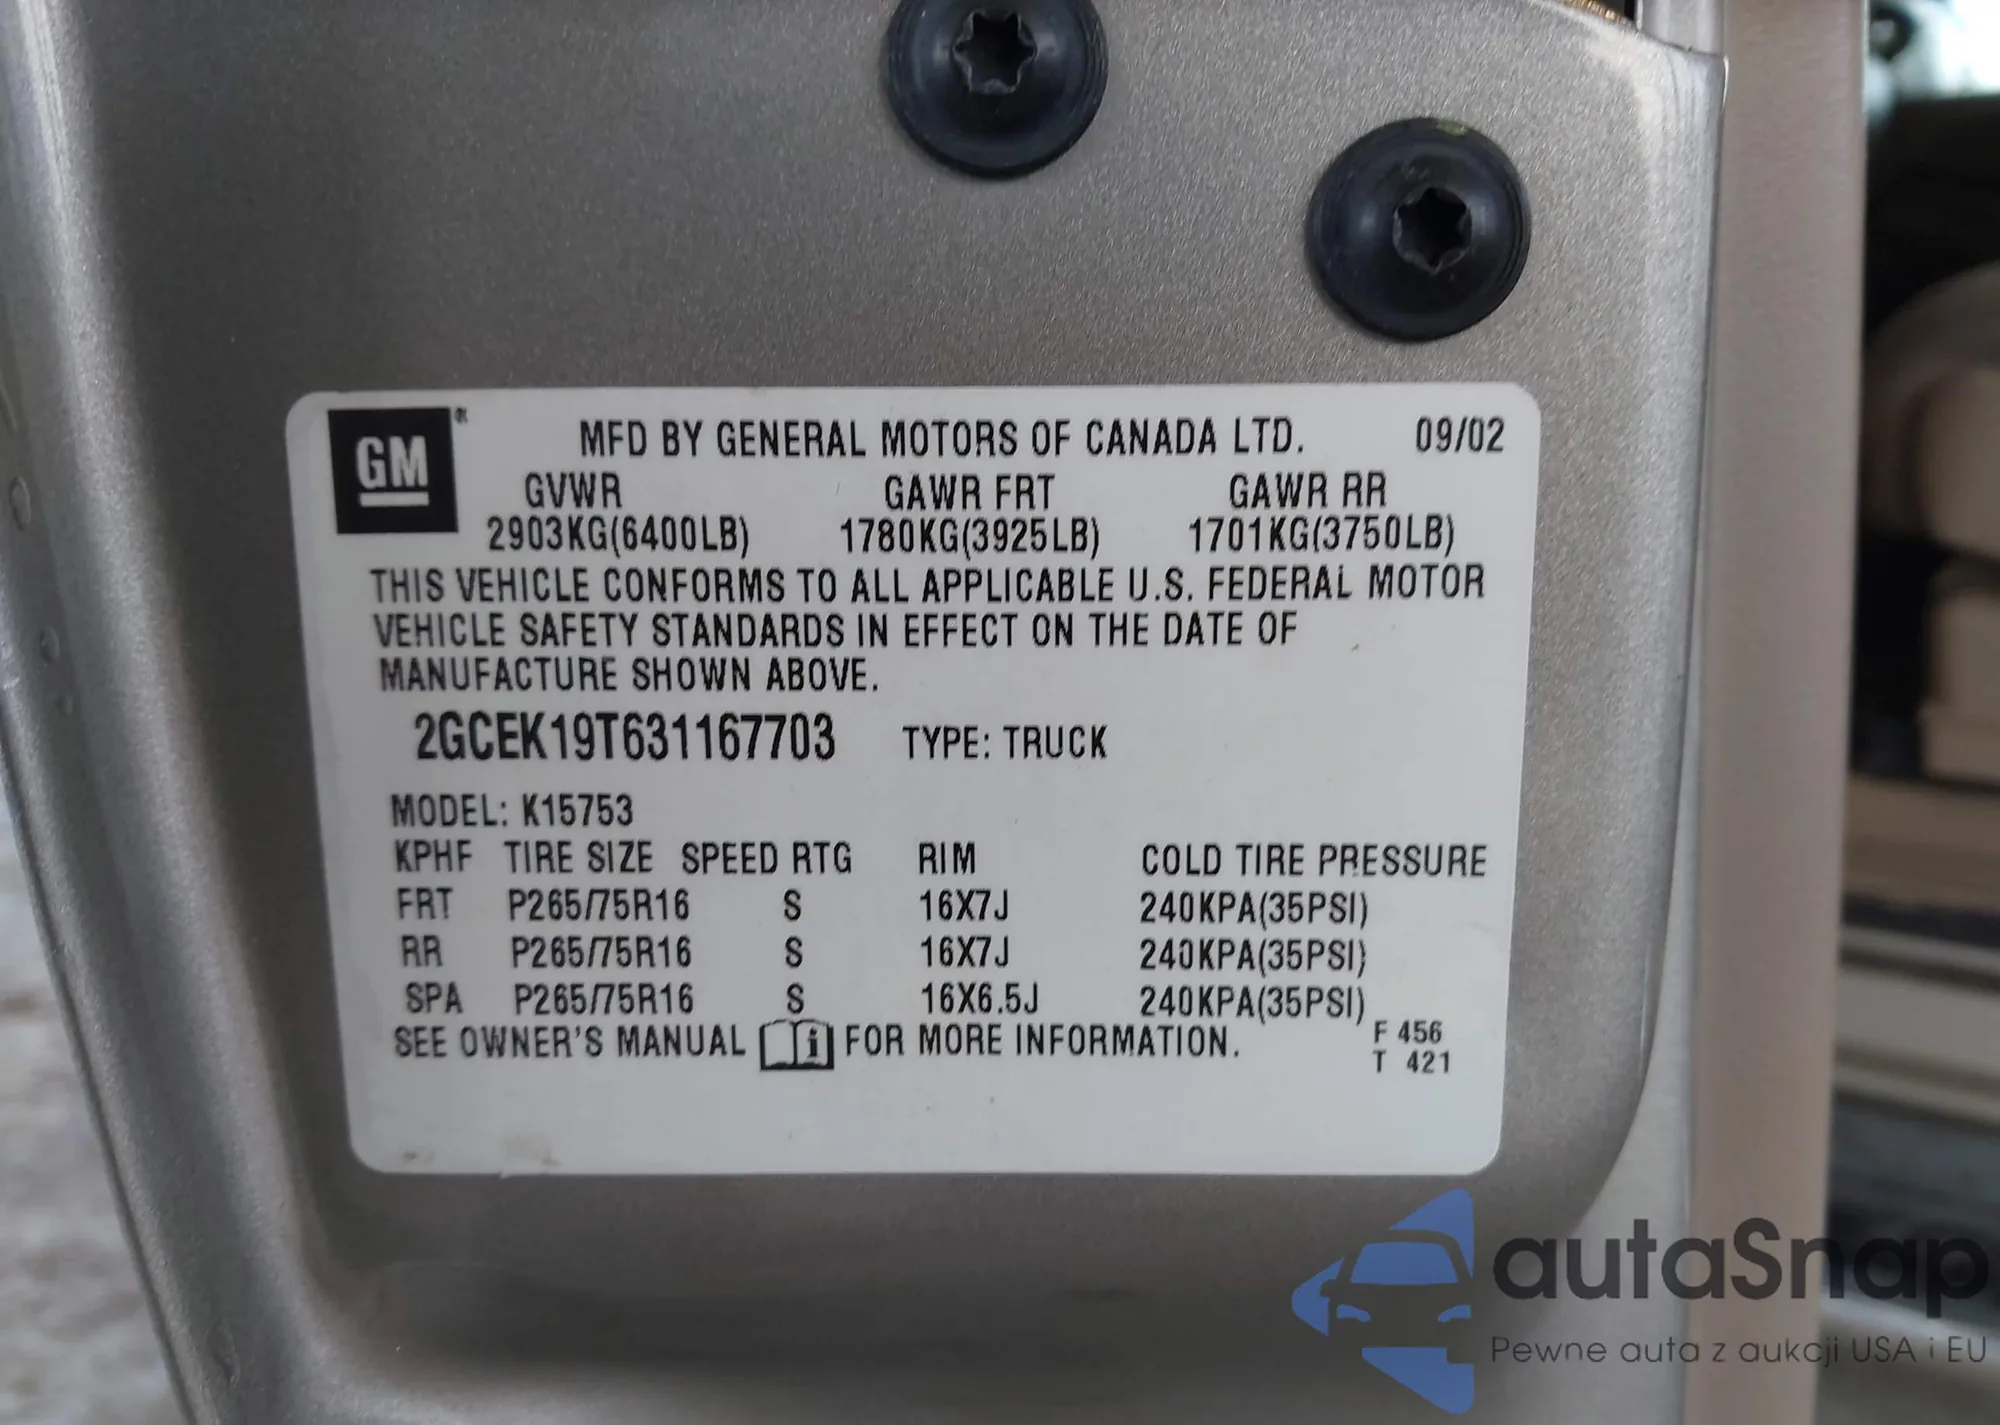 GM ®
MFD BY GENERAL MOTORS OF CANADA LTD. 09/02
GVWR GAWR FRT GAWR RR
2903KG(6400LB) 1780KG(3925LB) 1701KG(3750LB)
THIS VEHICLE CONFORMS TO ALL APPLICABLE U.S. FEDERAL MOTOR
VEHICLE SAFETY STANDARDS IN EFFECT ON THE DATE OF
MANUFACTURE SHOWN ABOVE.
2GCEK19T631167703 TYPE: TRUCK
MODEL: K15753
KPHF TIRE SIZE SPEED RTG RIM COLD TIRE PRESSURE
FRT P265/75R16 S 16X7J 240KPA(35PSI)
RR P265/75R16 S 16X7J 240KPA(35PSI)
SPA P265/75R16 S 16X6.5J 240KPA(35PSI)
SEE OWNER'S MANUAL i FOR MORE INFORMATION.
F 456
T 421
autaSnap
Pewne auta z aukcji USA i EU